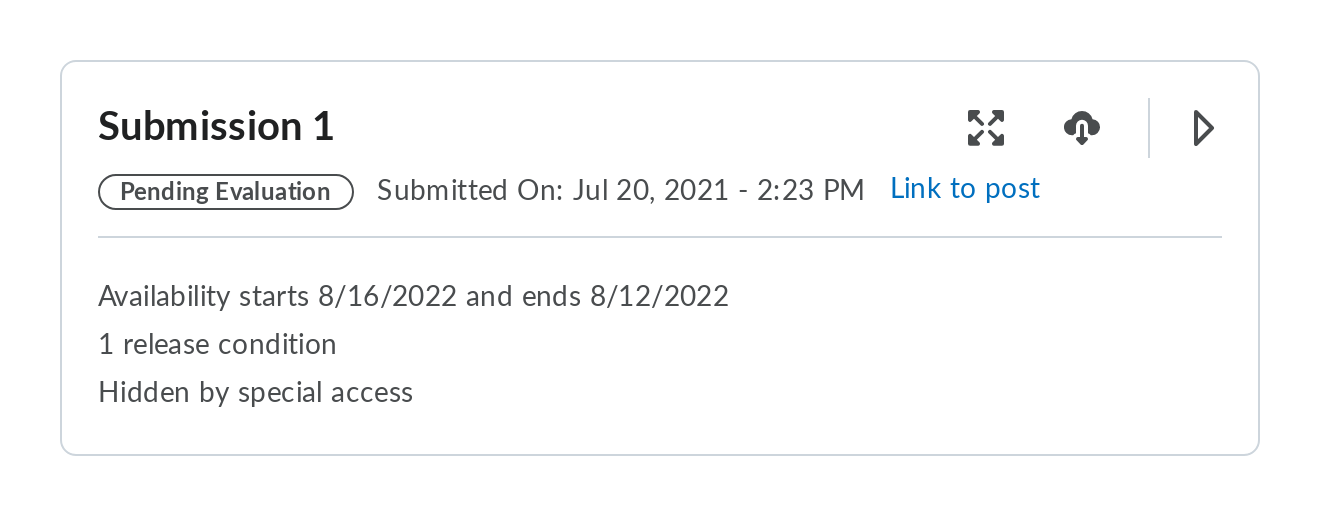 Submission 1
Pending Evaluation Submitted On: Jul 20, 2021 - 2:23 PM Link to post
Availability starts 8/16/2022 and ends 8/12/2022
1 release condition
Hidden by special access